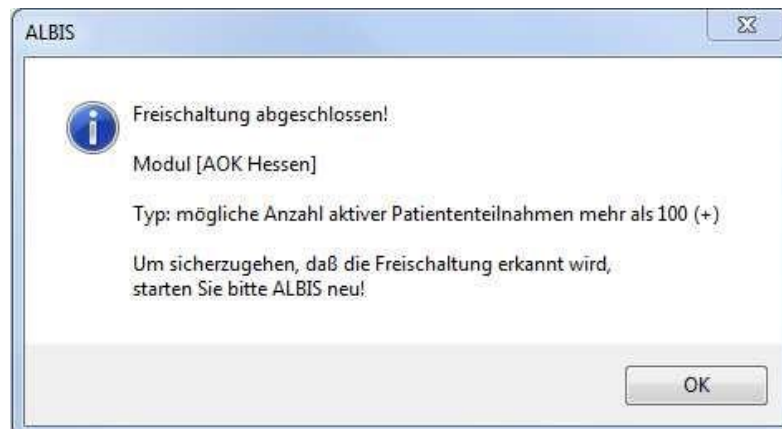 ALBIS
Freischaltung abgeschlossen!
Modul [AOK Hessen]
Typ: mögliche Anzahl aktiver Patiententeilnahmen mehr als 100 (+)
Um sicherzugehen, daß die Freischaltung erkannt wird,
starten Sie bitte ALBIS neu!
OK